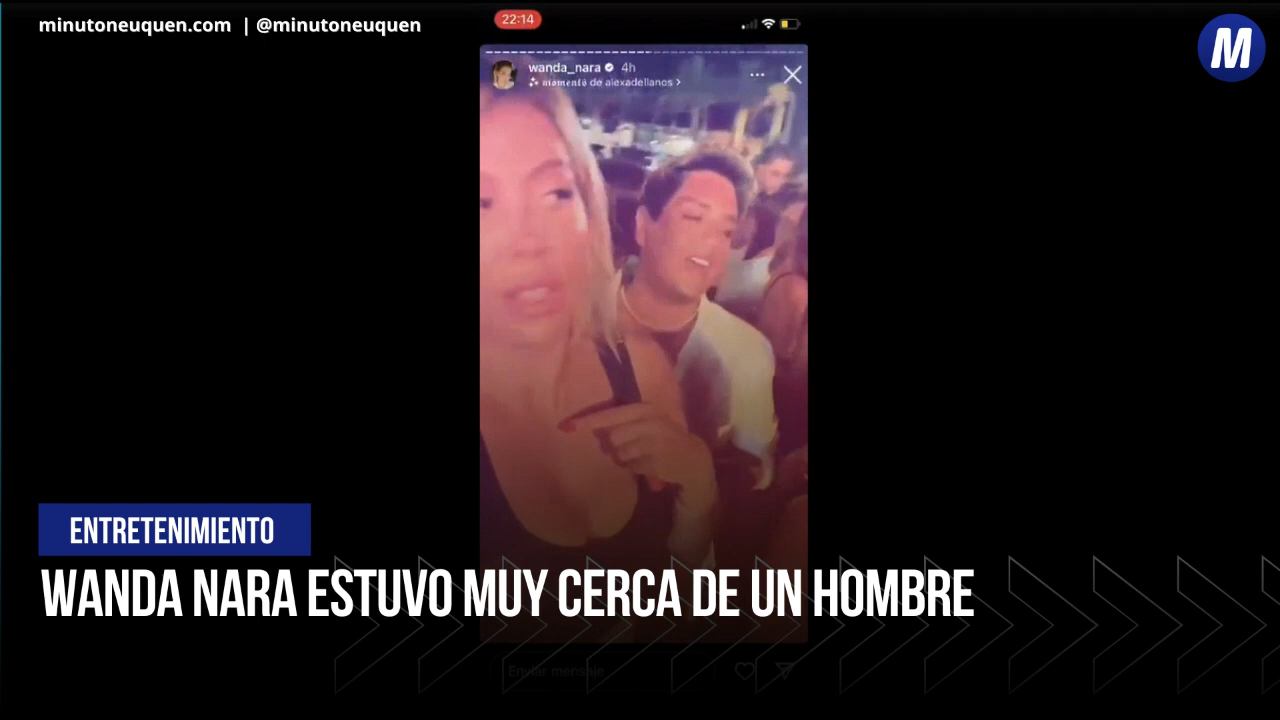 minutoneuquen.com | @minutoneuquen
22:14
M
wanda_nara 4h
momento de alexadellanos >
ENTRETENIMIENTO
WANDA NARA ESTUVO MUY CERCA DE UN HOMBRE
Enviar mensaje